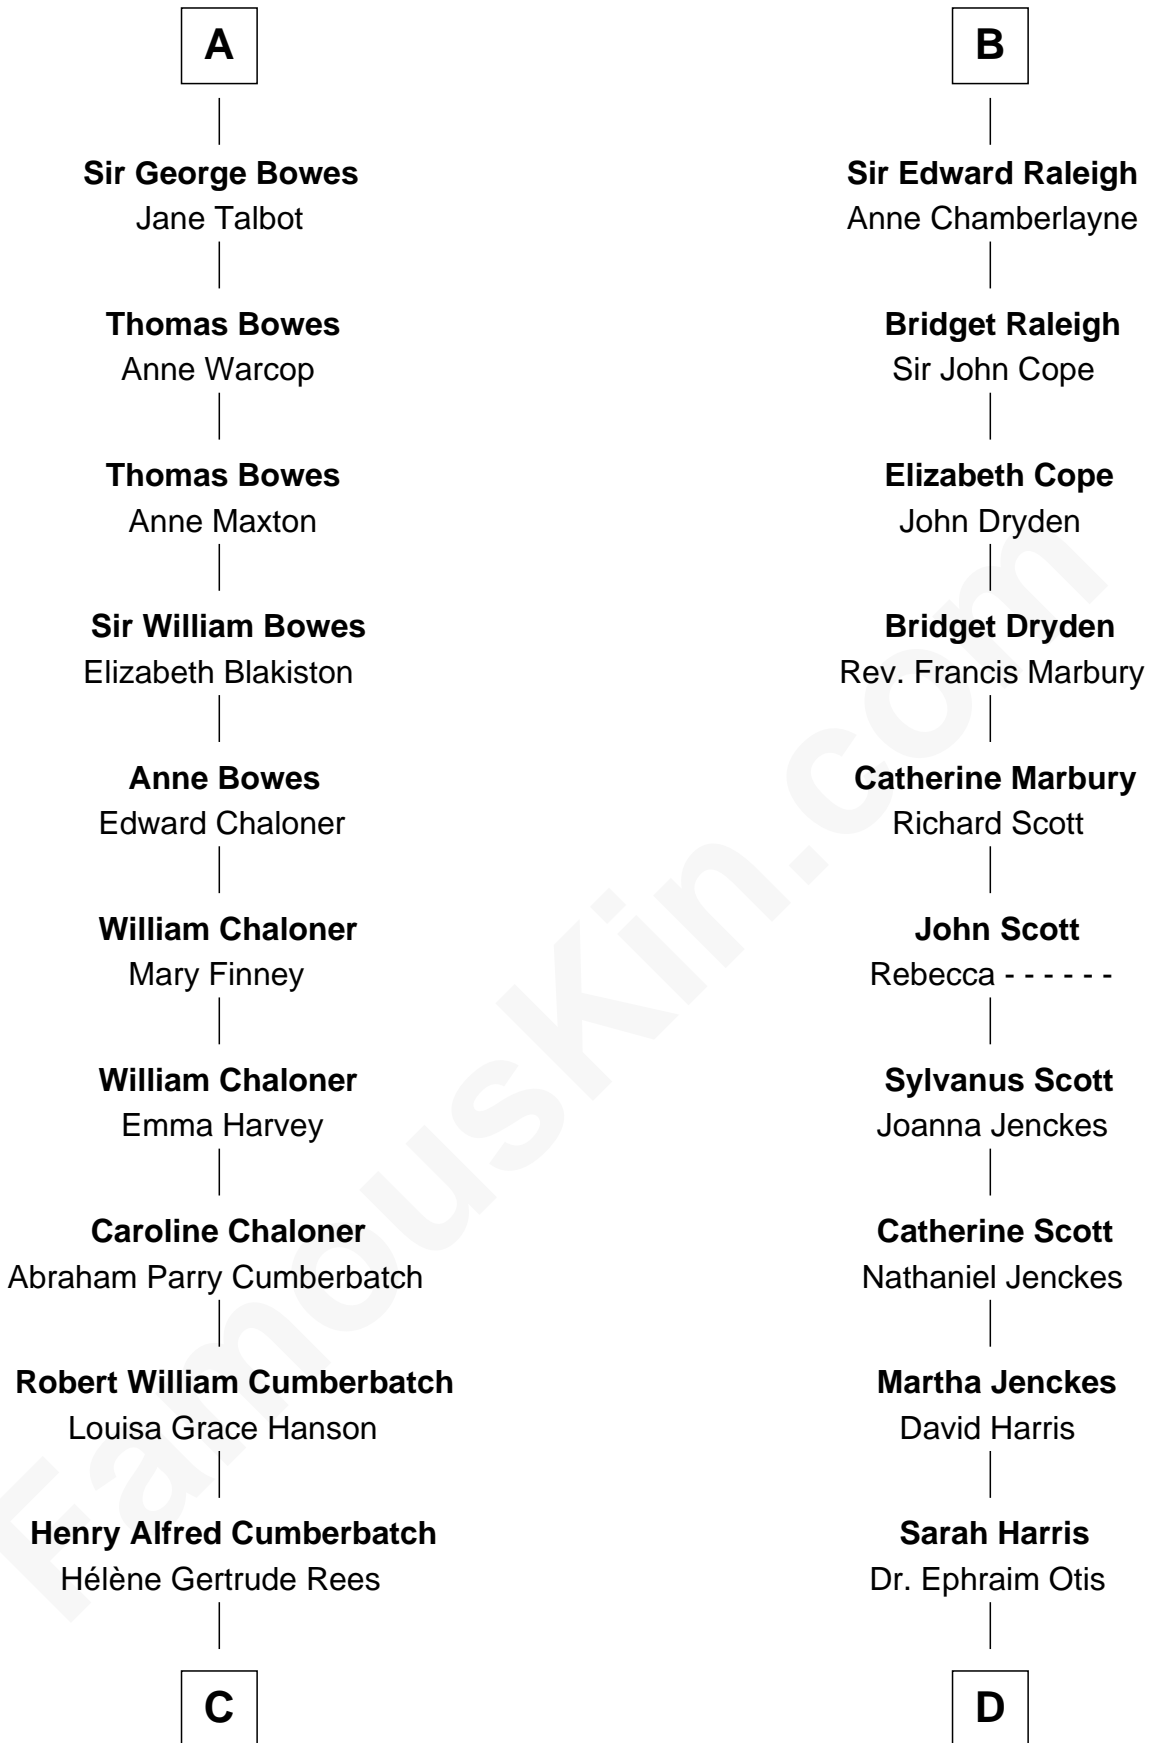 A
Sir George Bowes
Jane Talbot
Thomas Bowes
Anne Warcop
Thomas Bowes
Anne Maxton
Sir William Bowes
Elizabeth Blakiston
Anne Bowes
Edward Chaloner
William Chaloner
Mary Finney
William Chaloner
Emma Harvey
Caroline Chaloner
Abraham Parry Cumberbatch
Robert William Cumberbatch
Louisa Grace Hanson
Henry Alfred Cumberbatch
Hélène Gertrude Rees
C
B
Sir Edward Raleigh
Anne Chamberlayne
Bridget Raleigh
Sir John Cope
Elizabeth Cope
John Dryden
Bridget Dryden
Rev. Francis Marbury
Catherine Marbury
Richard Scott
John Scott
Rebecca - - - - - -
Sylvanus Scott
Joanna Jenckes
Catherine Scott
Nathaniel Jenckes
Martha Jenckes
David Harris
Sarah Harris
Dr. Ephraim Otis
D
FamousKin.com